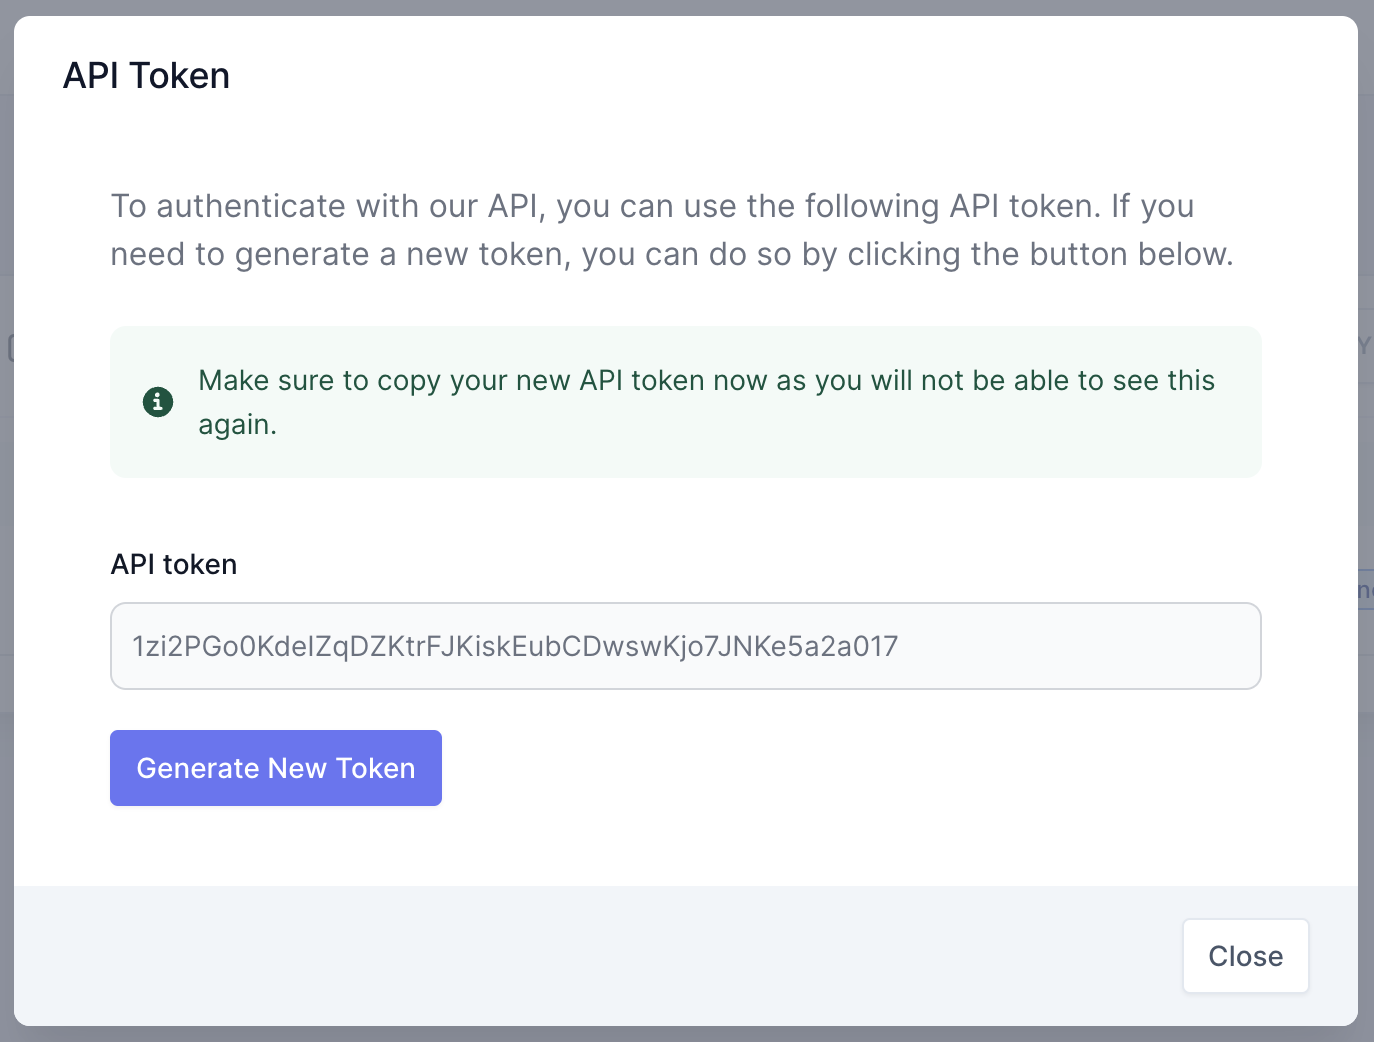 API Token
To authenticate with our API, you can use the following API token. If you
need to generate a new token, you can do so by clicking the button below.
Make sure to copy your new API token now as you will not be able to see this
again.
API token
1zi2PGo0KdeIZqDZKtrFJKiskEubCDwswKjo7JNKe5a2a017
Generate New Token
Close